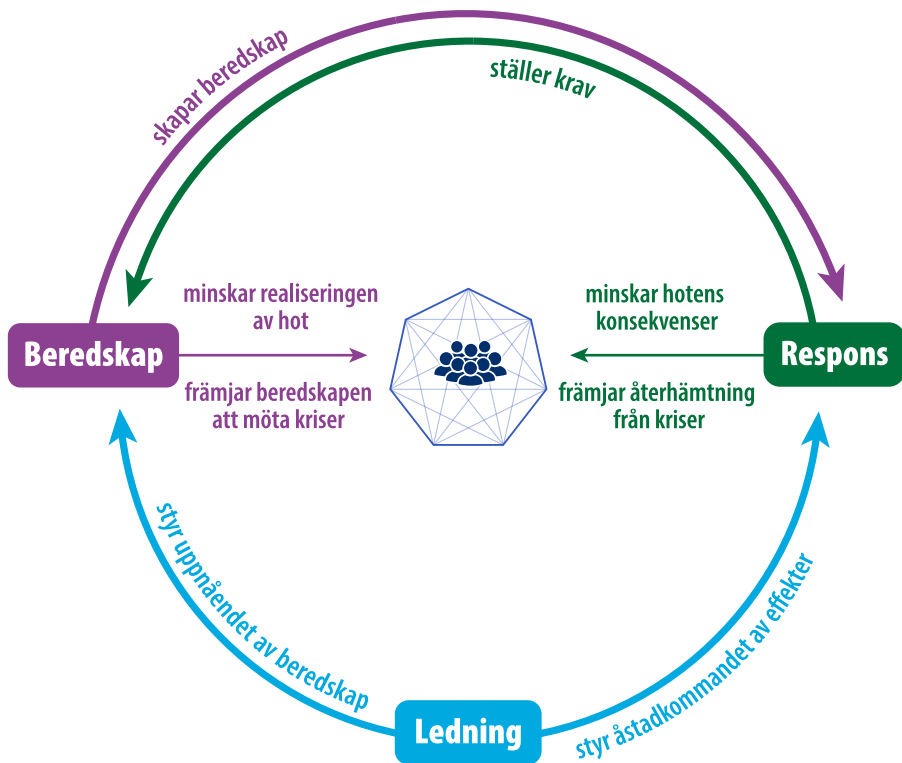 skapar beredskap
ställer krav
minskar realiseringen
av hot
minskar hotens
konsekvenser
Beredskap
Respons
främjar beredskapen
att möta kriser
främjar återhämtning
från kriser
styr uppnåendet av beredskap
styr åstadkommandet av effekter
Ledning